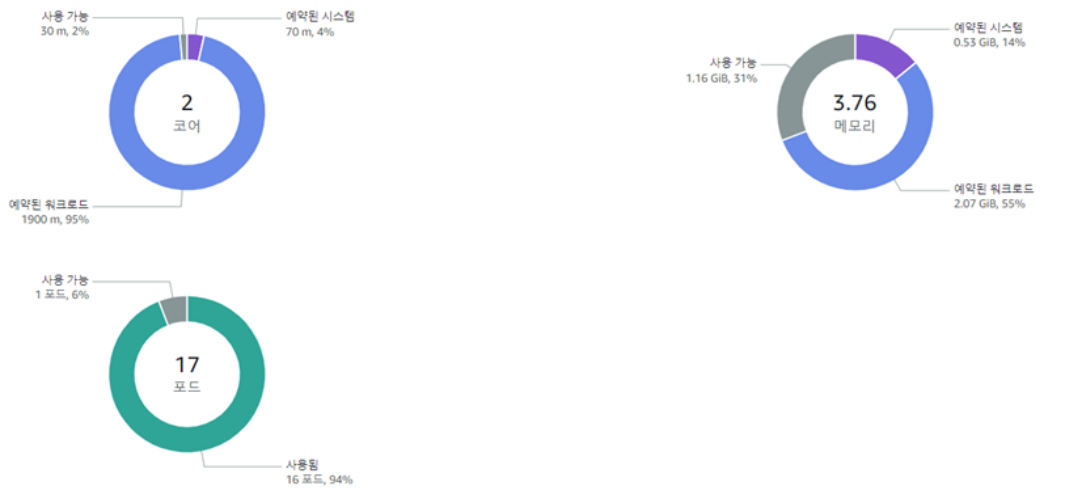 사용 가능
30 m, 2%
예약된 시스템
70 m, 4%
2
코어
예약된 워크로드
1900 m, 95%
예약된 시스템
0.53 GiB, 14%
사용 가능
1.16 GiB, 31%
3.76
메모리
예약된 워크로드
2.07 GiB, 55%
사용 가능
1 포드, 6%
17
포드
사용됨
16 포드, 94%